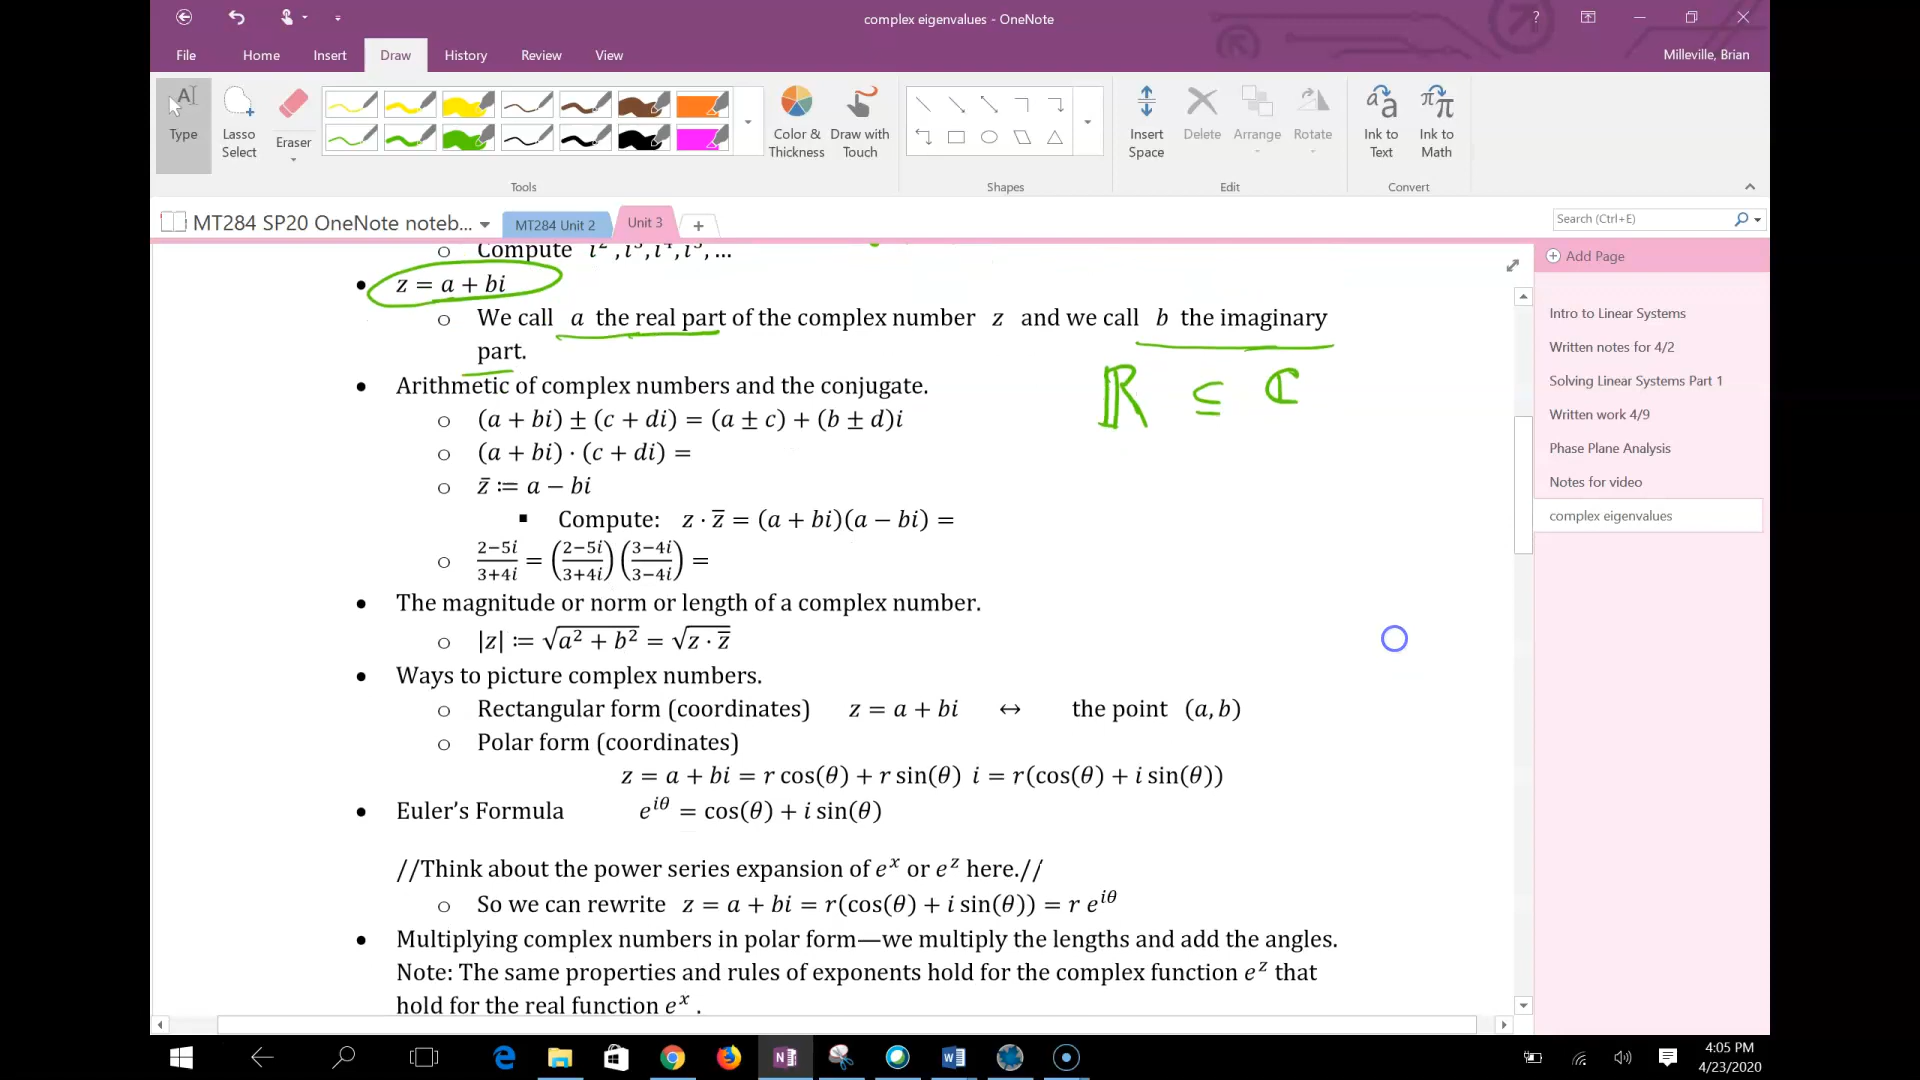 complex eigenvalues - OneNote
?
File Home Insert Draw History Review View
Milleville, Brian
Type
Lasso Select
Eraser
Color & Thickness
Draw with Touch
Insert Space
Delete
Arrange
Rotate
Ink to Text
Ink to Math
Tools Shapes Edit Convert
MT284 SP20 OneNote noteb... MT284 Unit 2 Unit 3 +
Search (Ctrl+E)
o Compute i², i³, i⁴, i⁵, ...
• z = a + bi
o We call a the real part of the complex number z and we call b the imaginary
part.
• Arithmetic of complex numbers and the conjugate.
ℝ ⊆ ℂ
o (a + bi) ± (c + di) = (a ± c) + (b ± d)i
o (a + bi) · (c + di) =
o z̄ ≔ a − bi
▪ Compute: z · z̄ = (a + bi)(a − bi) =
o 2−5i/3+4i = (2−5i/3+4i)(3−4i/3−4i) =
• The magnitude or norm or length of a complex number.
o |z| ≔ √(a² + b²) = √(z · z̄)
• Ways to picture complex numbers.
o Rectangular form (coordinates) z = a + bi ↔ the point (a, b)
o Polar form (coordinates)
z = a + bi = r cos(θ) + r sin(θ) i = r(cos(θ) + i sin(θ))
• Euler’s Formula e^{iθ} = cos(θ) + i sin(θ)
//Think about the power series expansion of eˣ or e^z here.//
o So we can rewrite z = a + bi = r(cos(θ) + i sin(θ)) = r e^{iθ}
• Multiplying complex numbers in polar form—we multiply the lengths and add the angles.
Note: The same properties and rules of exponents hold for the complex function e^z that
hold for the real function eˣ .
Add Page
Intro to Linear Systems
Written notes for 4/2
Solving Linear Systems Part 1
Written work 4/9
Phase Plane Analysis
Notes for video
complex eigenvalues
4:05 PM
4/23/2020